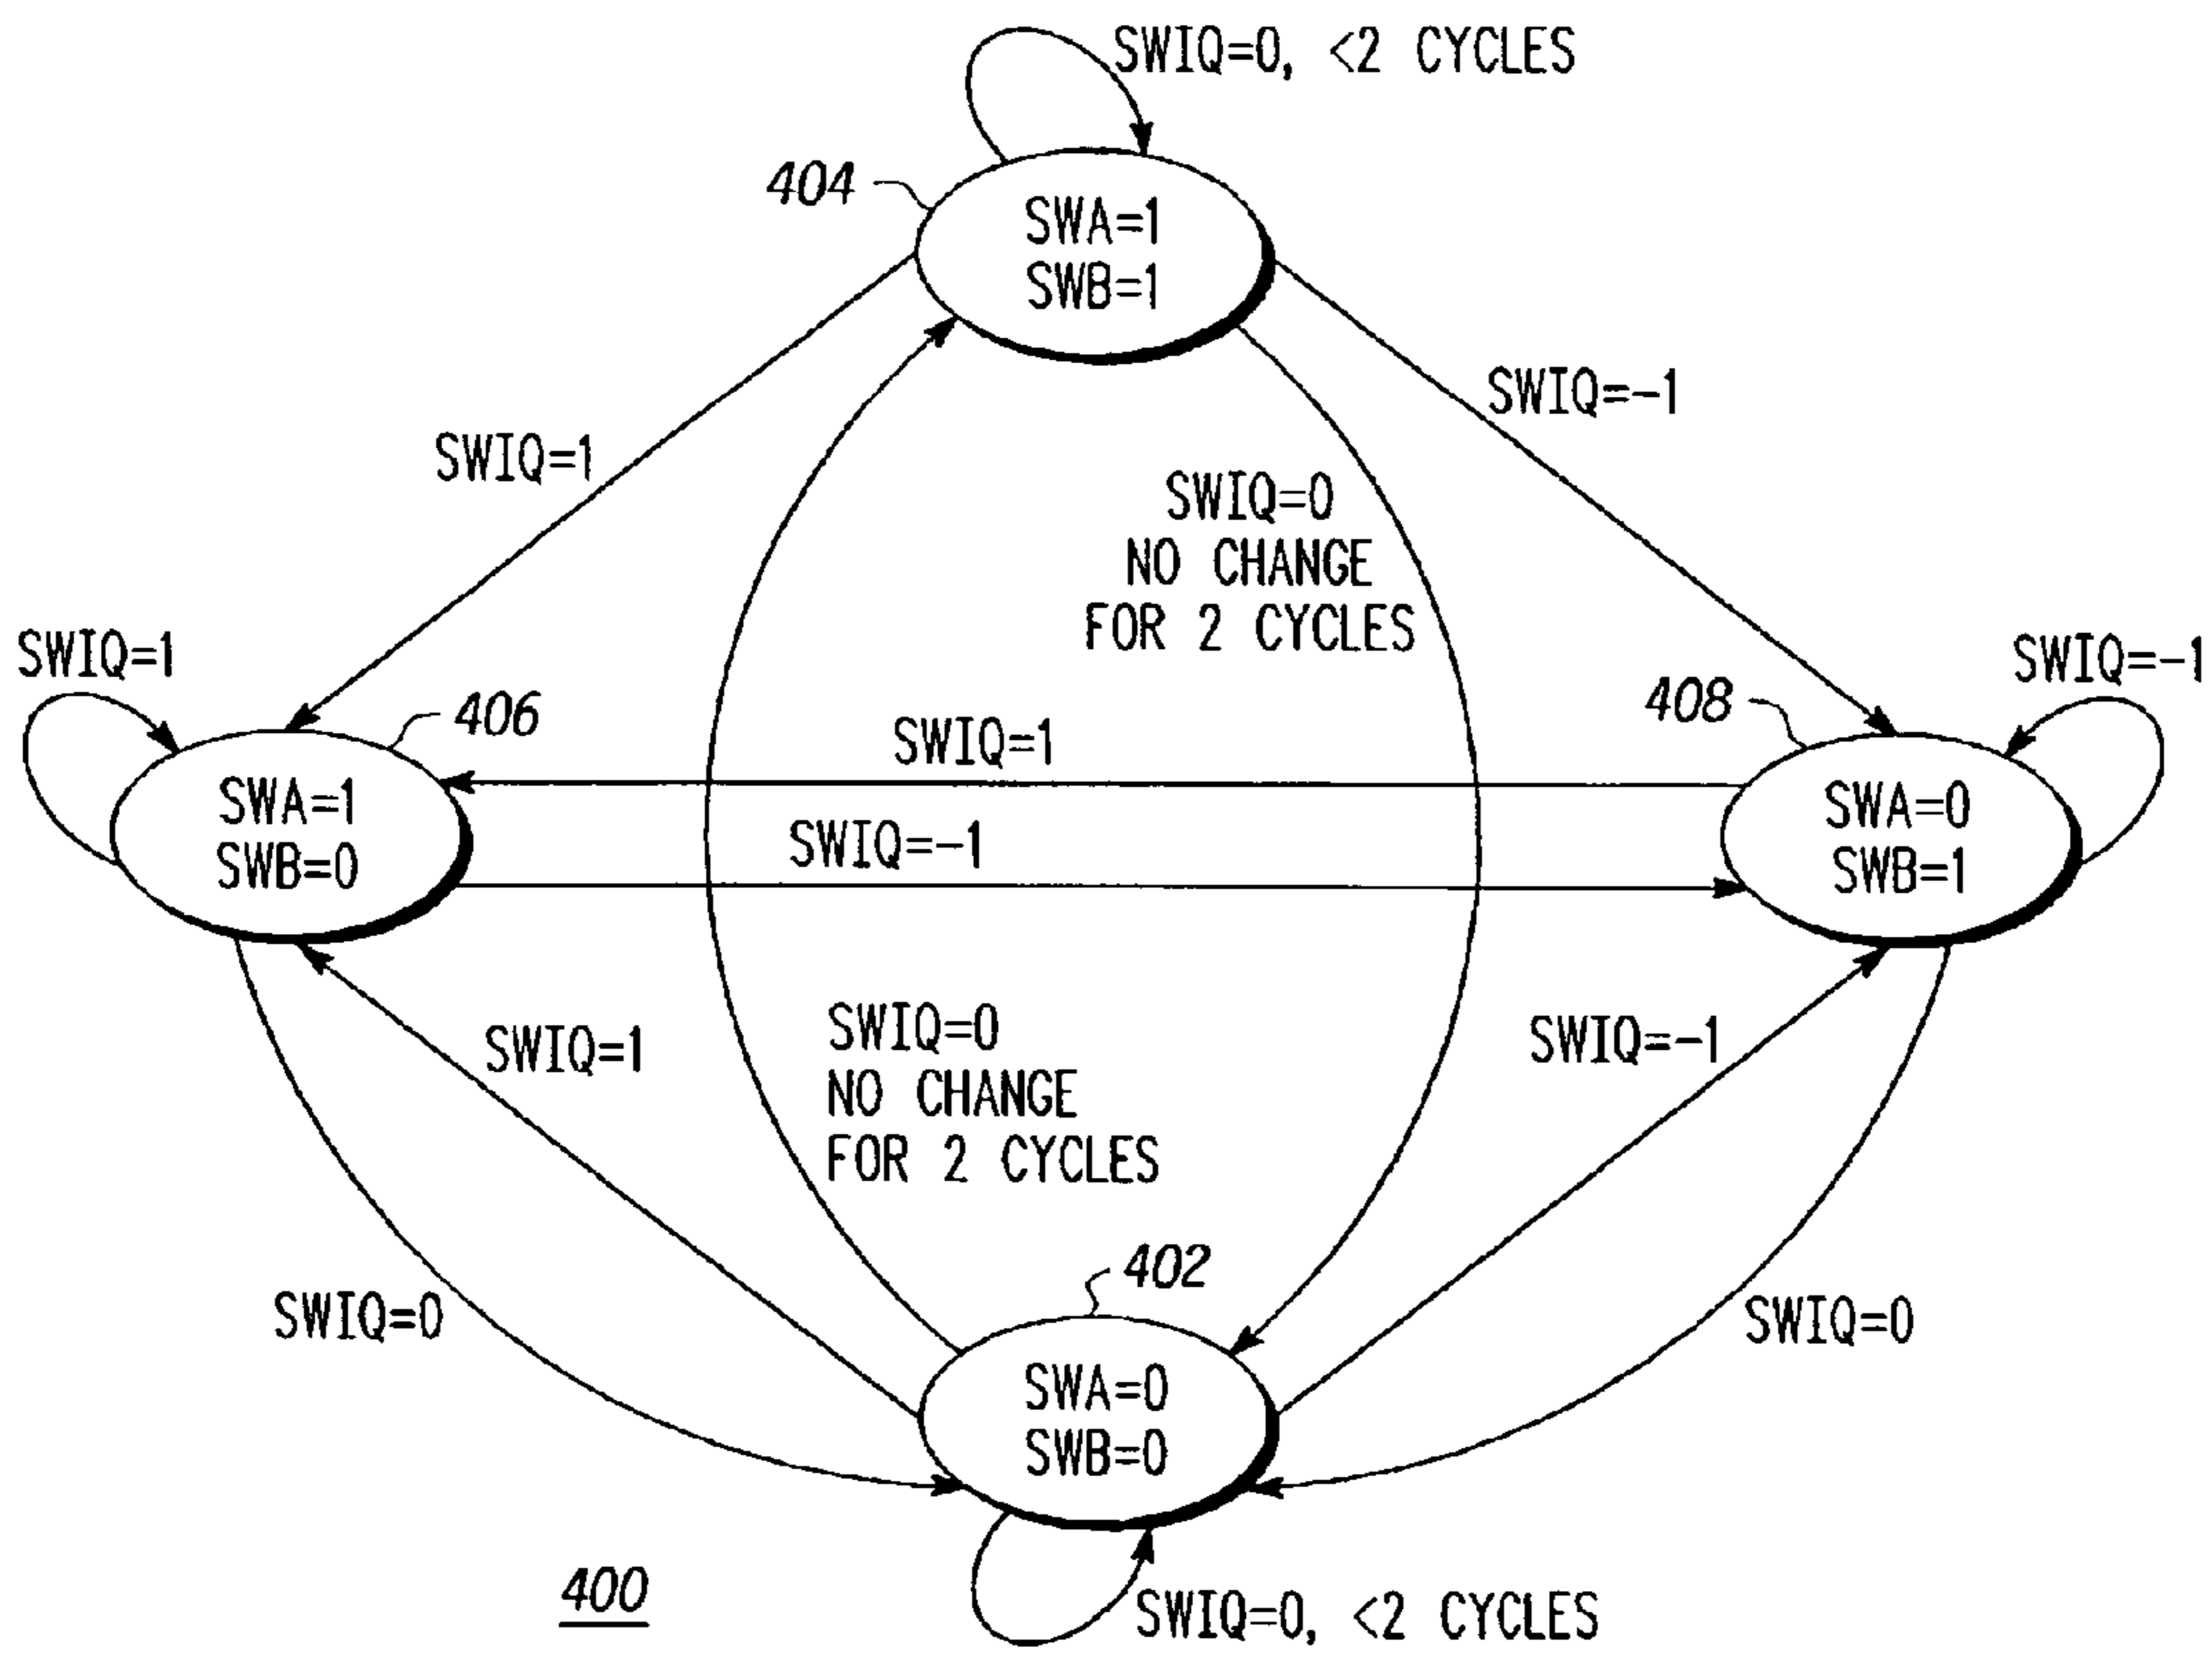 SWIQ=0, <2 CYCLES
404
SWA=1
SWB=1
SWIQ=-1
SWIQ=1
SWIQ=0
NO CHANGE
FOR 2 CYCLES
SWIQ=1
SWIQ=-1
406
408
SWIQ=1
SWA=1
SWB=0
SWIQ=-1
SWA=0
SWB=1
SWIQ=1
SWIQ=0
NO CHANGE
FOR 2 CYCLES
SWIQ=-1
402
SWIQ=0
SWIQ=0
SWA=0
SWB=0
400
SWIQ=0, <2 CYCLES